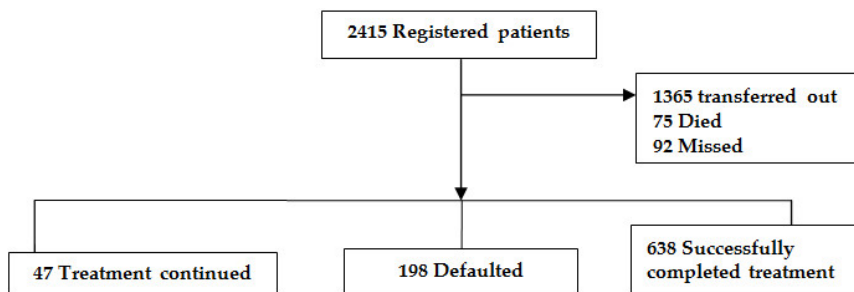 2415 Registered patients
1365 transferred out
75 Died
92 Missed
47 Treatment continued
198 Defaulted
638 Successfully
completed treatment